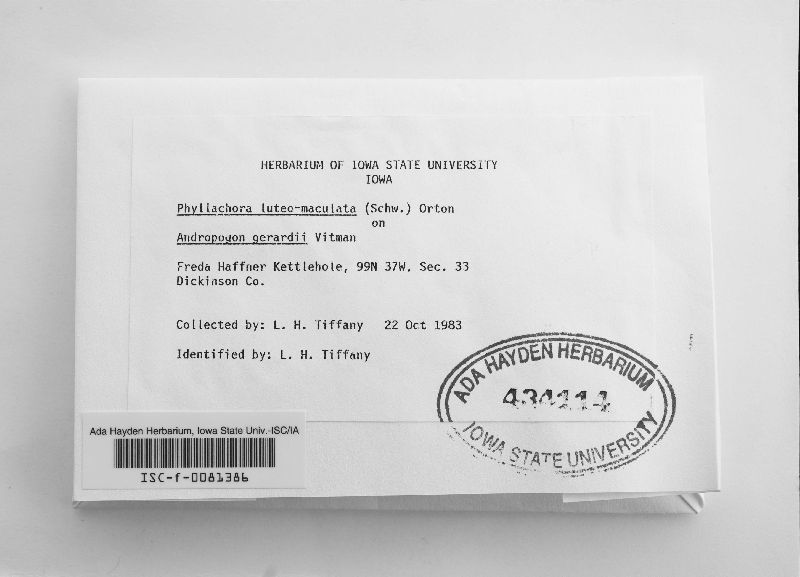 HERBARIUM OF IOWA STATE UNIVERSITY
IOWA
Phyllachora luteo-maculata (Schw.) Orton
on
Andropogon gerardii Vitman
Freda Haffner Kettlehole, 99N 37W, Sec. 33
Dickinson Co.
Collected by: L. H. Tiffany 22 Oct 1983
Identified by: L. H. Tiffany
ADA HAYDEN HERBARIUM
434114
IOWA STATE UNIVERSITY
Ada Hayden Herbarium, Iowa State Univ.-ISC/IA
ISC-f-0081386